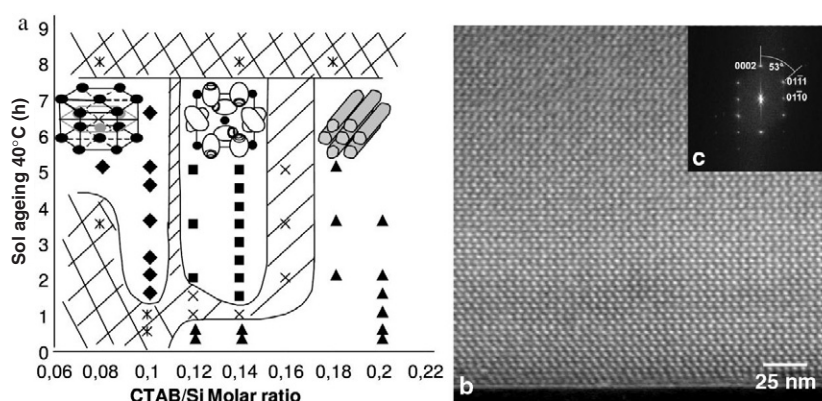 a
Sol ageing 40°C (h)
9
8
7
6
5
4
3
2
1
0
0,06 0,08 0,1 0,12 0,14 0,16 0,18 0,2 0,22
CTAB/Si Molar ratio
0002
53°
01̄11
01̄10
c
b
25 nm